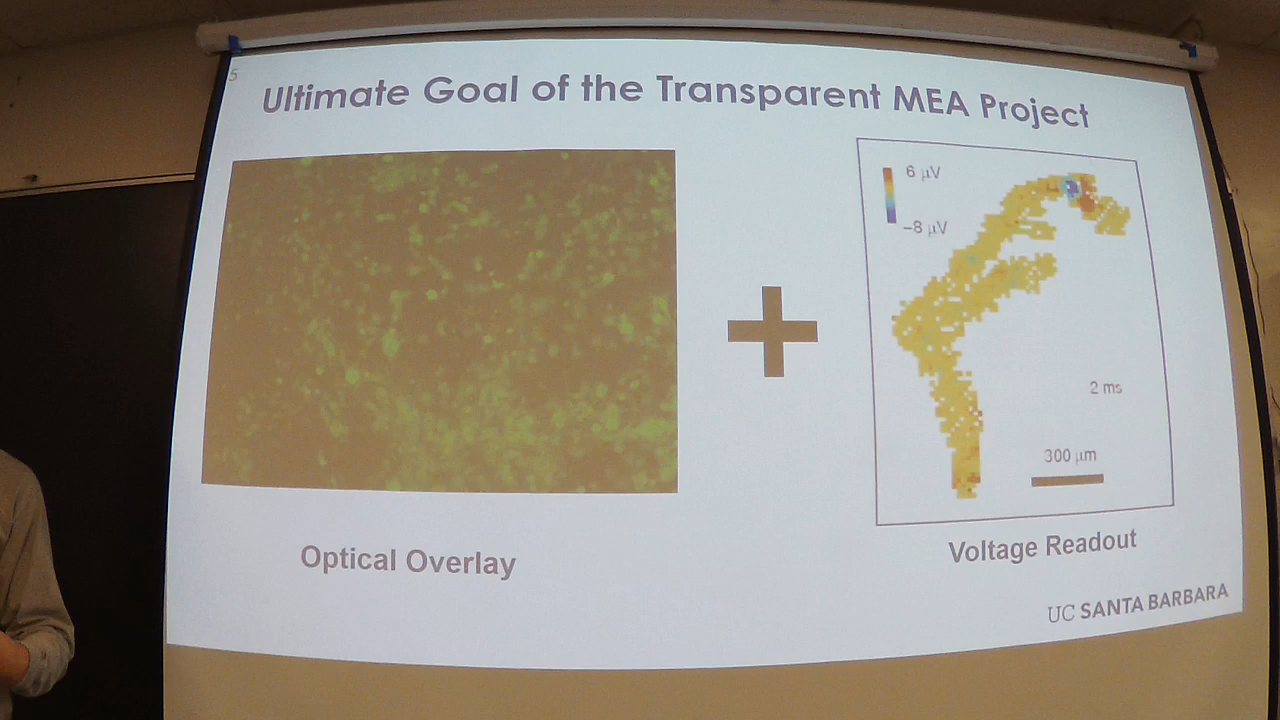 5
Ultimate Goal of the Transparent MEA Project
6 µV
−8 µV
2 ms
300 µm
Optical Overlay
Voltage Readout
UC SANTA BARBARA